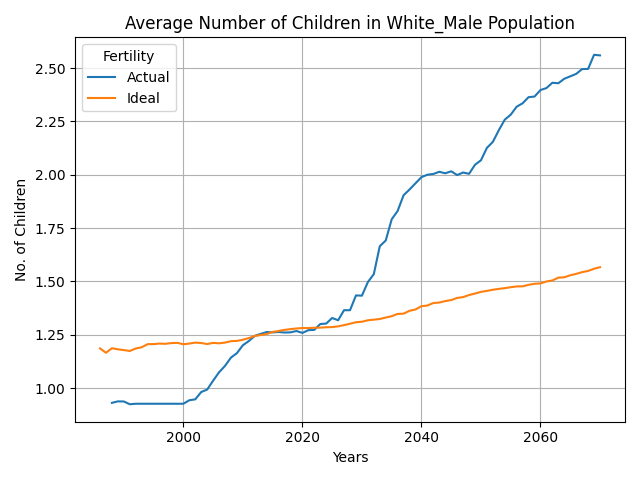 Average Number of Children in White_Male Population
Fertility
Actual
Ideal
No. of Children
2.50
2.25
2.00
1.75
1.50
1.25
1.00
2000 2020 2040 2060
Years